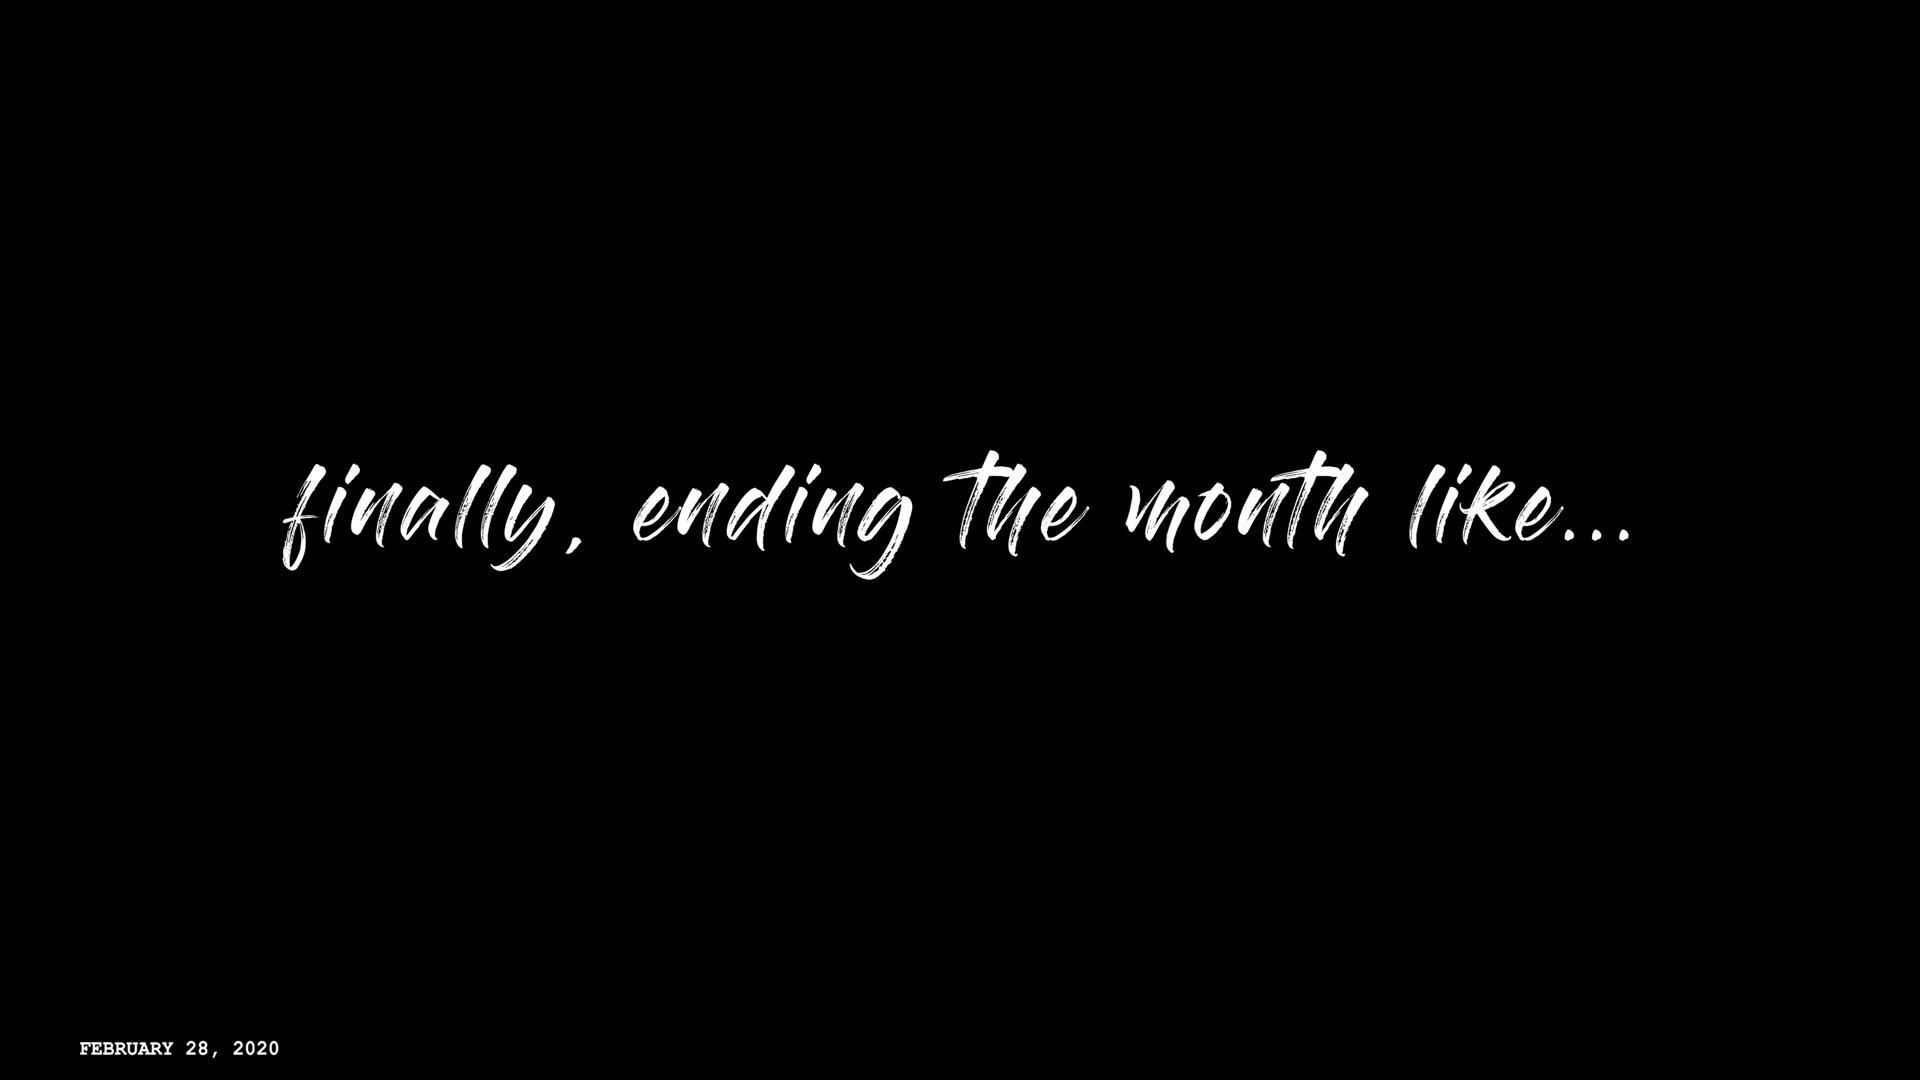 finally, ending the month like...
FEBRUARY 28, 2020